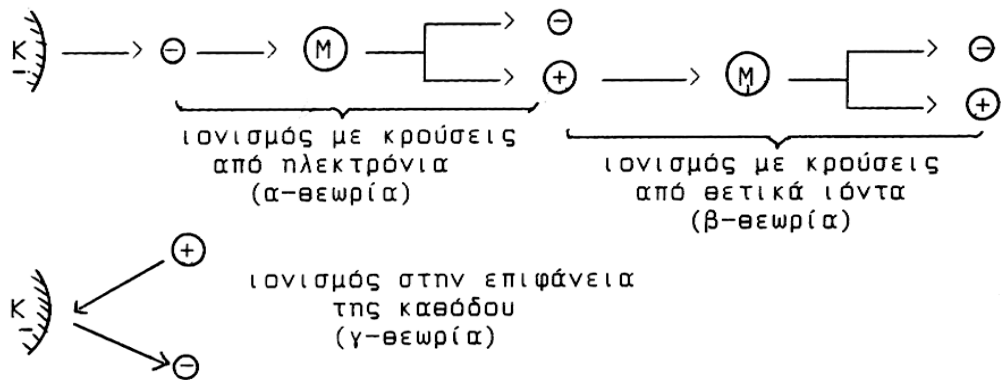 K ⊖ M ⊖
⊕ M ⊖
⊕
ιονισμός με κρούσεις
από ηλεκτρόνια
(α-θεωρία)
ιονισμός με κρούσεις
από θετικά ιόντα
(β-θεωρία)
K ⊕
⊖
ιονισμός στην επιφάνεια
της καθόδου
(γ-θεωρία)